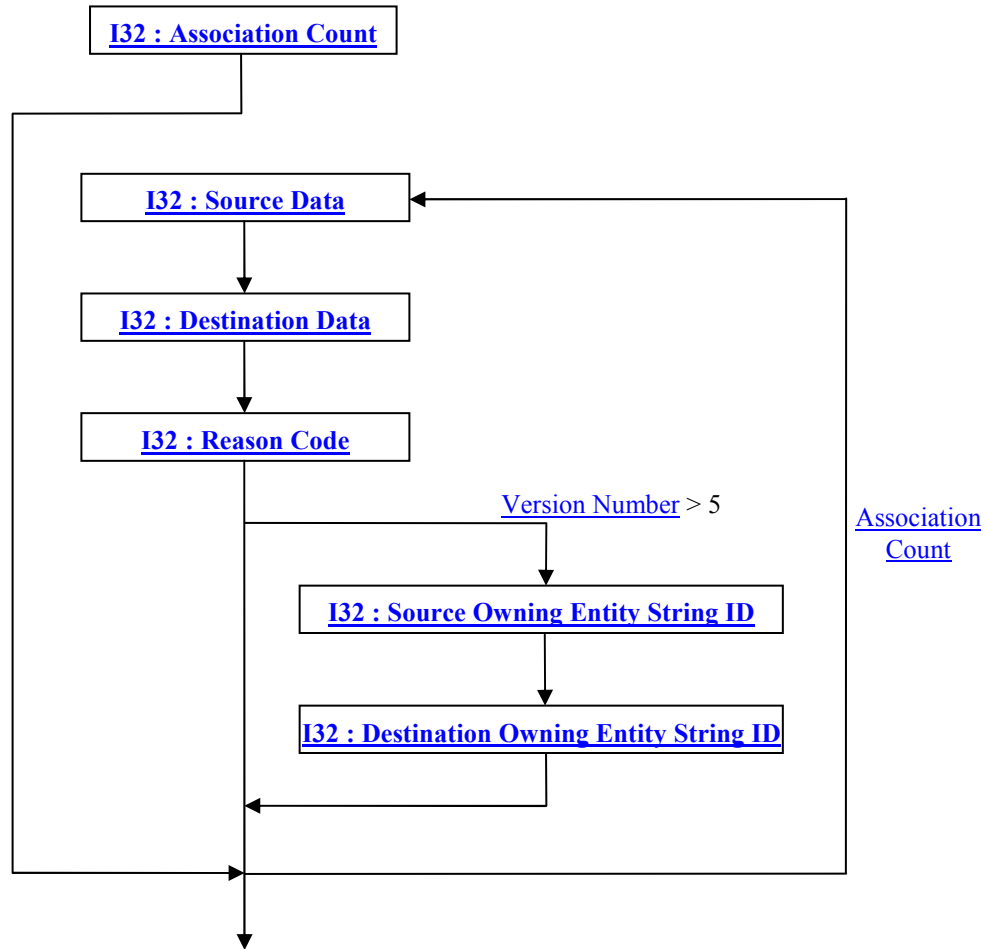 I32 : Association Count
I32 : Source Data
I32 : Destination Data
I32 : Reason Code
Version Number > 5
Association
Count
I32 : Source Owning Entity String ID
I32 : Destination Owning Entity String ID